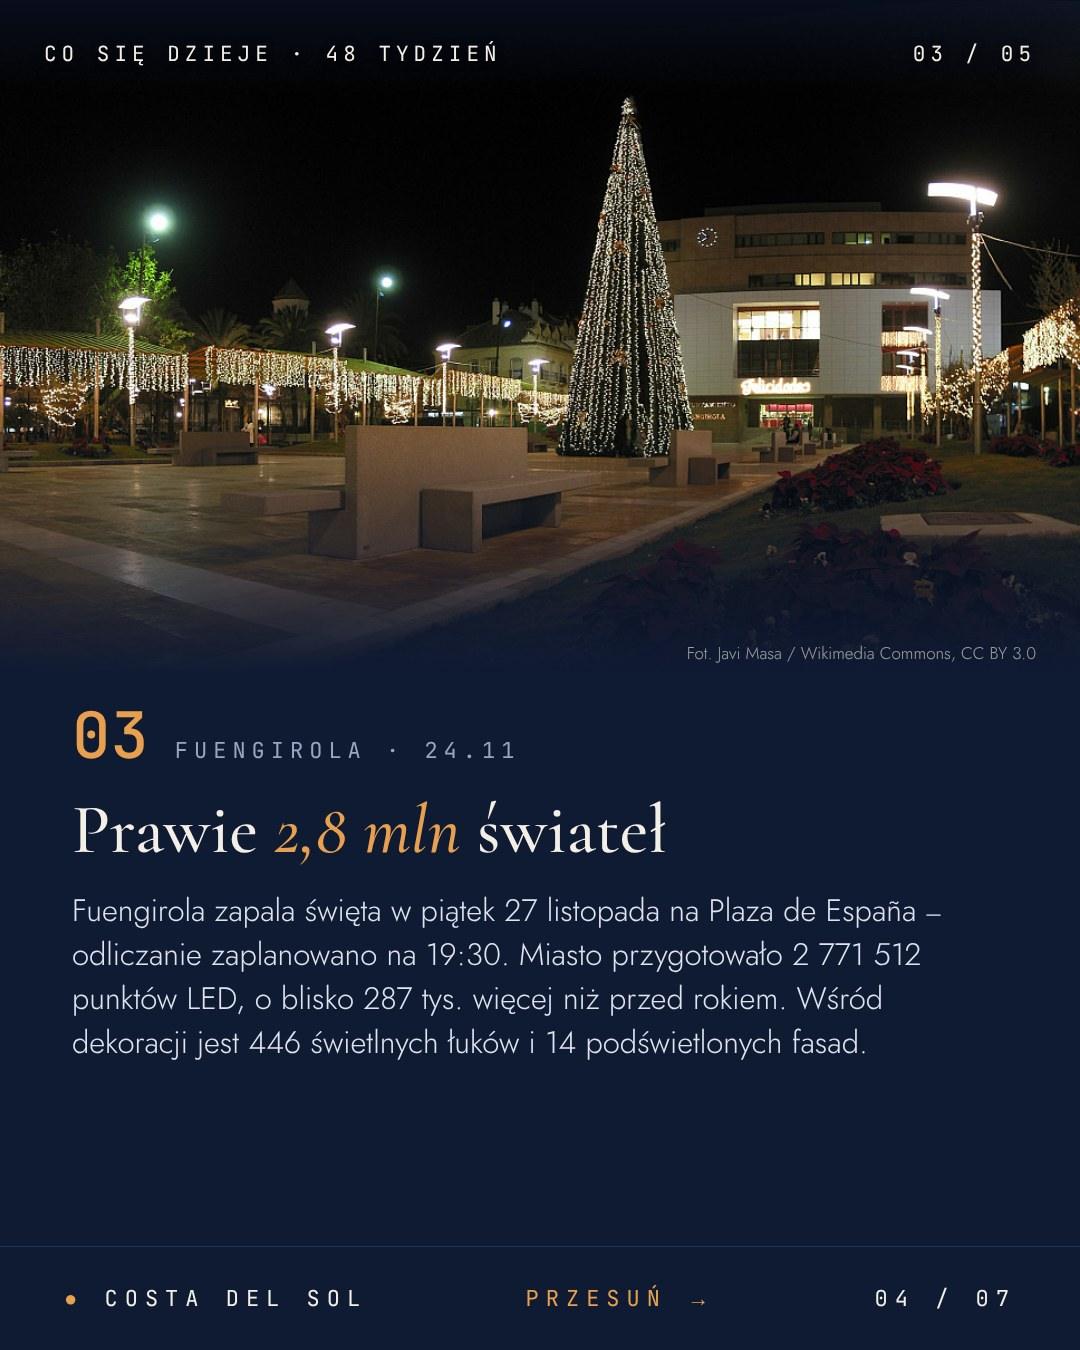 CO SIĘ DZIEJE · 48 TYDZIEŃ
03 / 05
Felicidades
Fot. Javi Masa / Wikimedia Commons, CC BY 3.0
03 FUENGIROLA · 24.11
Prawie 2,8 mln świateł
Fuengirola zapala święta w piątek 27 listopada na Plaza de España –
odliczanie zaplanowano na 19:30. Miasto przygotowało 2 771 512
punktów LED, o blisko 287 tys. więcej niż przed rokiem. Wśród
dekoracji jest 446 świetlnych łuków i 14 podświetlonych fasad.
• COSTA DEL SOL
PRZESUŃ →
04 / 07